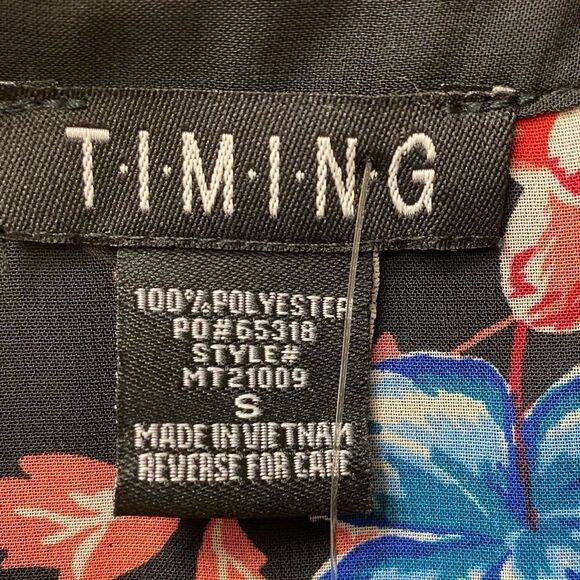 T·I·M·I·N·G
100% POLYESTER
PO#65318
STYLE#
MT21009
S
MADE IN VIETNAM
REVERSE FOR CARE